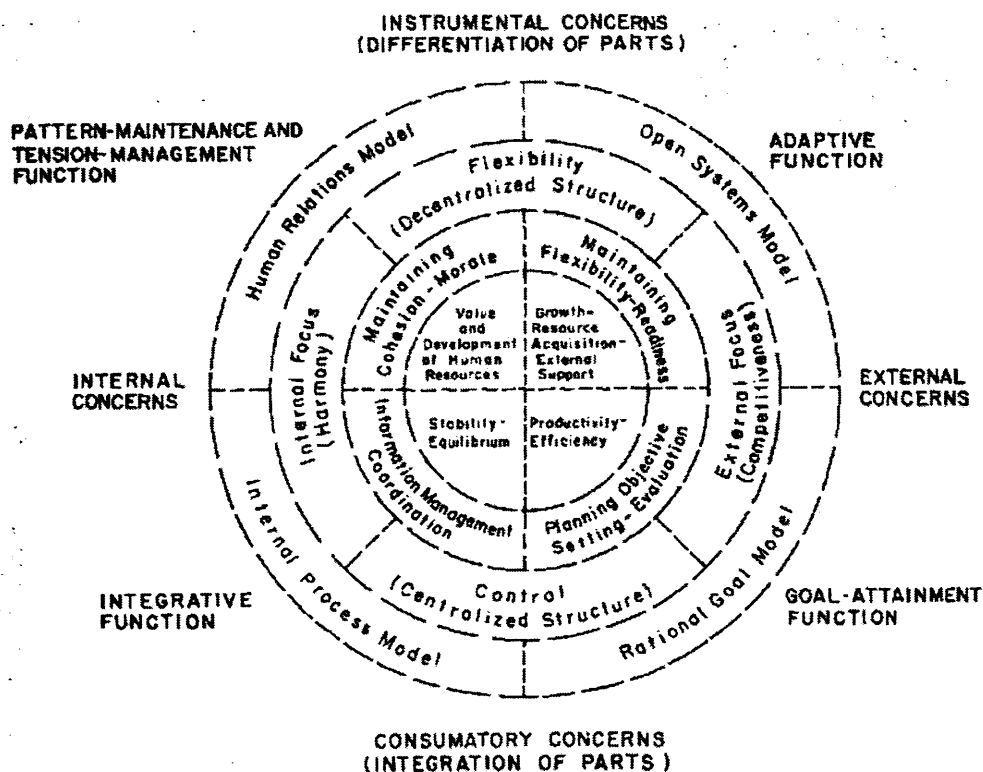 INSTRUMENTAL CONCERNS
(DIFFERENTIATION OF PARTS)
PATTERN-MAINTENANCE AND
TENSION-MANAGEMENT
FUNCTION
ADAPTIVE
FUNCTION
Human Relations Model
Open Systems Model
Flexibility
(Decentralized Structure)
Maintaining
Cohesion-Morale
Maintaining
Flexibility-Readiness
Value
and
Development
of Human
Resources
Growth-
Resource
Acquisition-
External
Support
INTERNAL
CONCERNS
Internal Focus
(Harmony)
External Focus
(Competitiveness)
EXTERNAL
CONCERNS
Stability-
Equilibrium
Productivity-
Efficiency
Information Management
Coordination
Planning Objective
Setting-Evaluation
Control
(Centralized Structure)
Internal Process Model
Rational Goal Model
INTEGRATIVE
FUNCTION
GOAL-ATTAINMENT
FUNCTION
CONSUMATORY CONCERNS
(INTEGRATION OF PARTS)